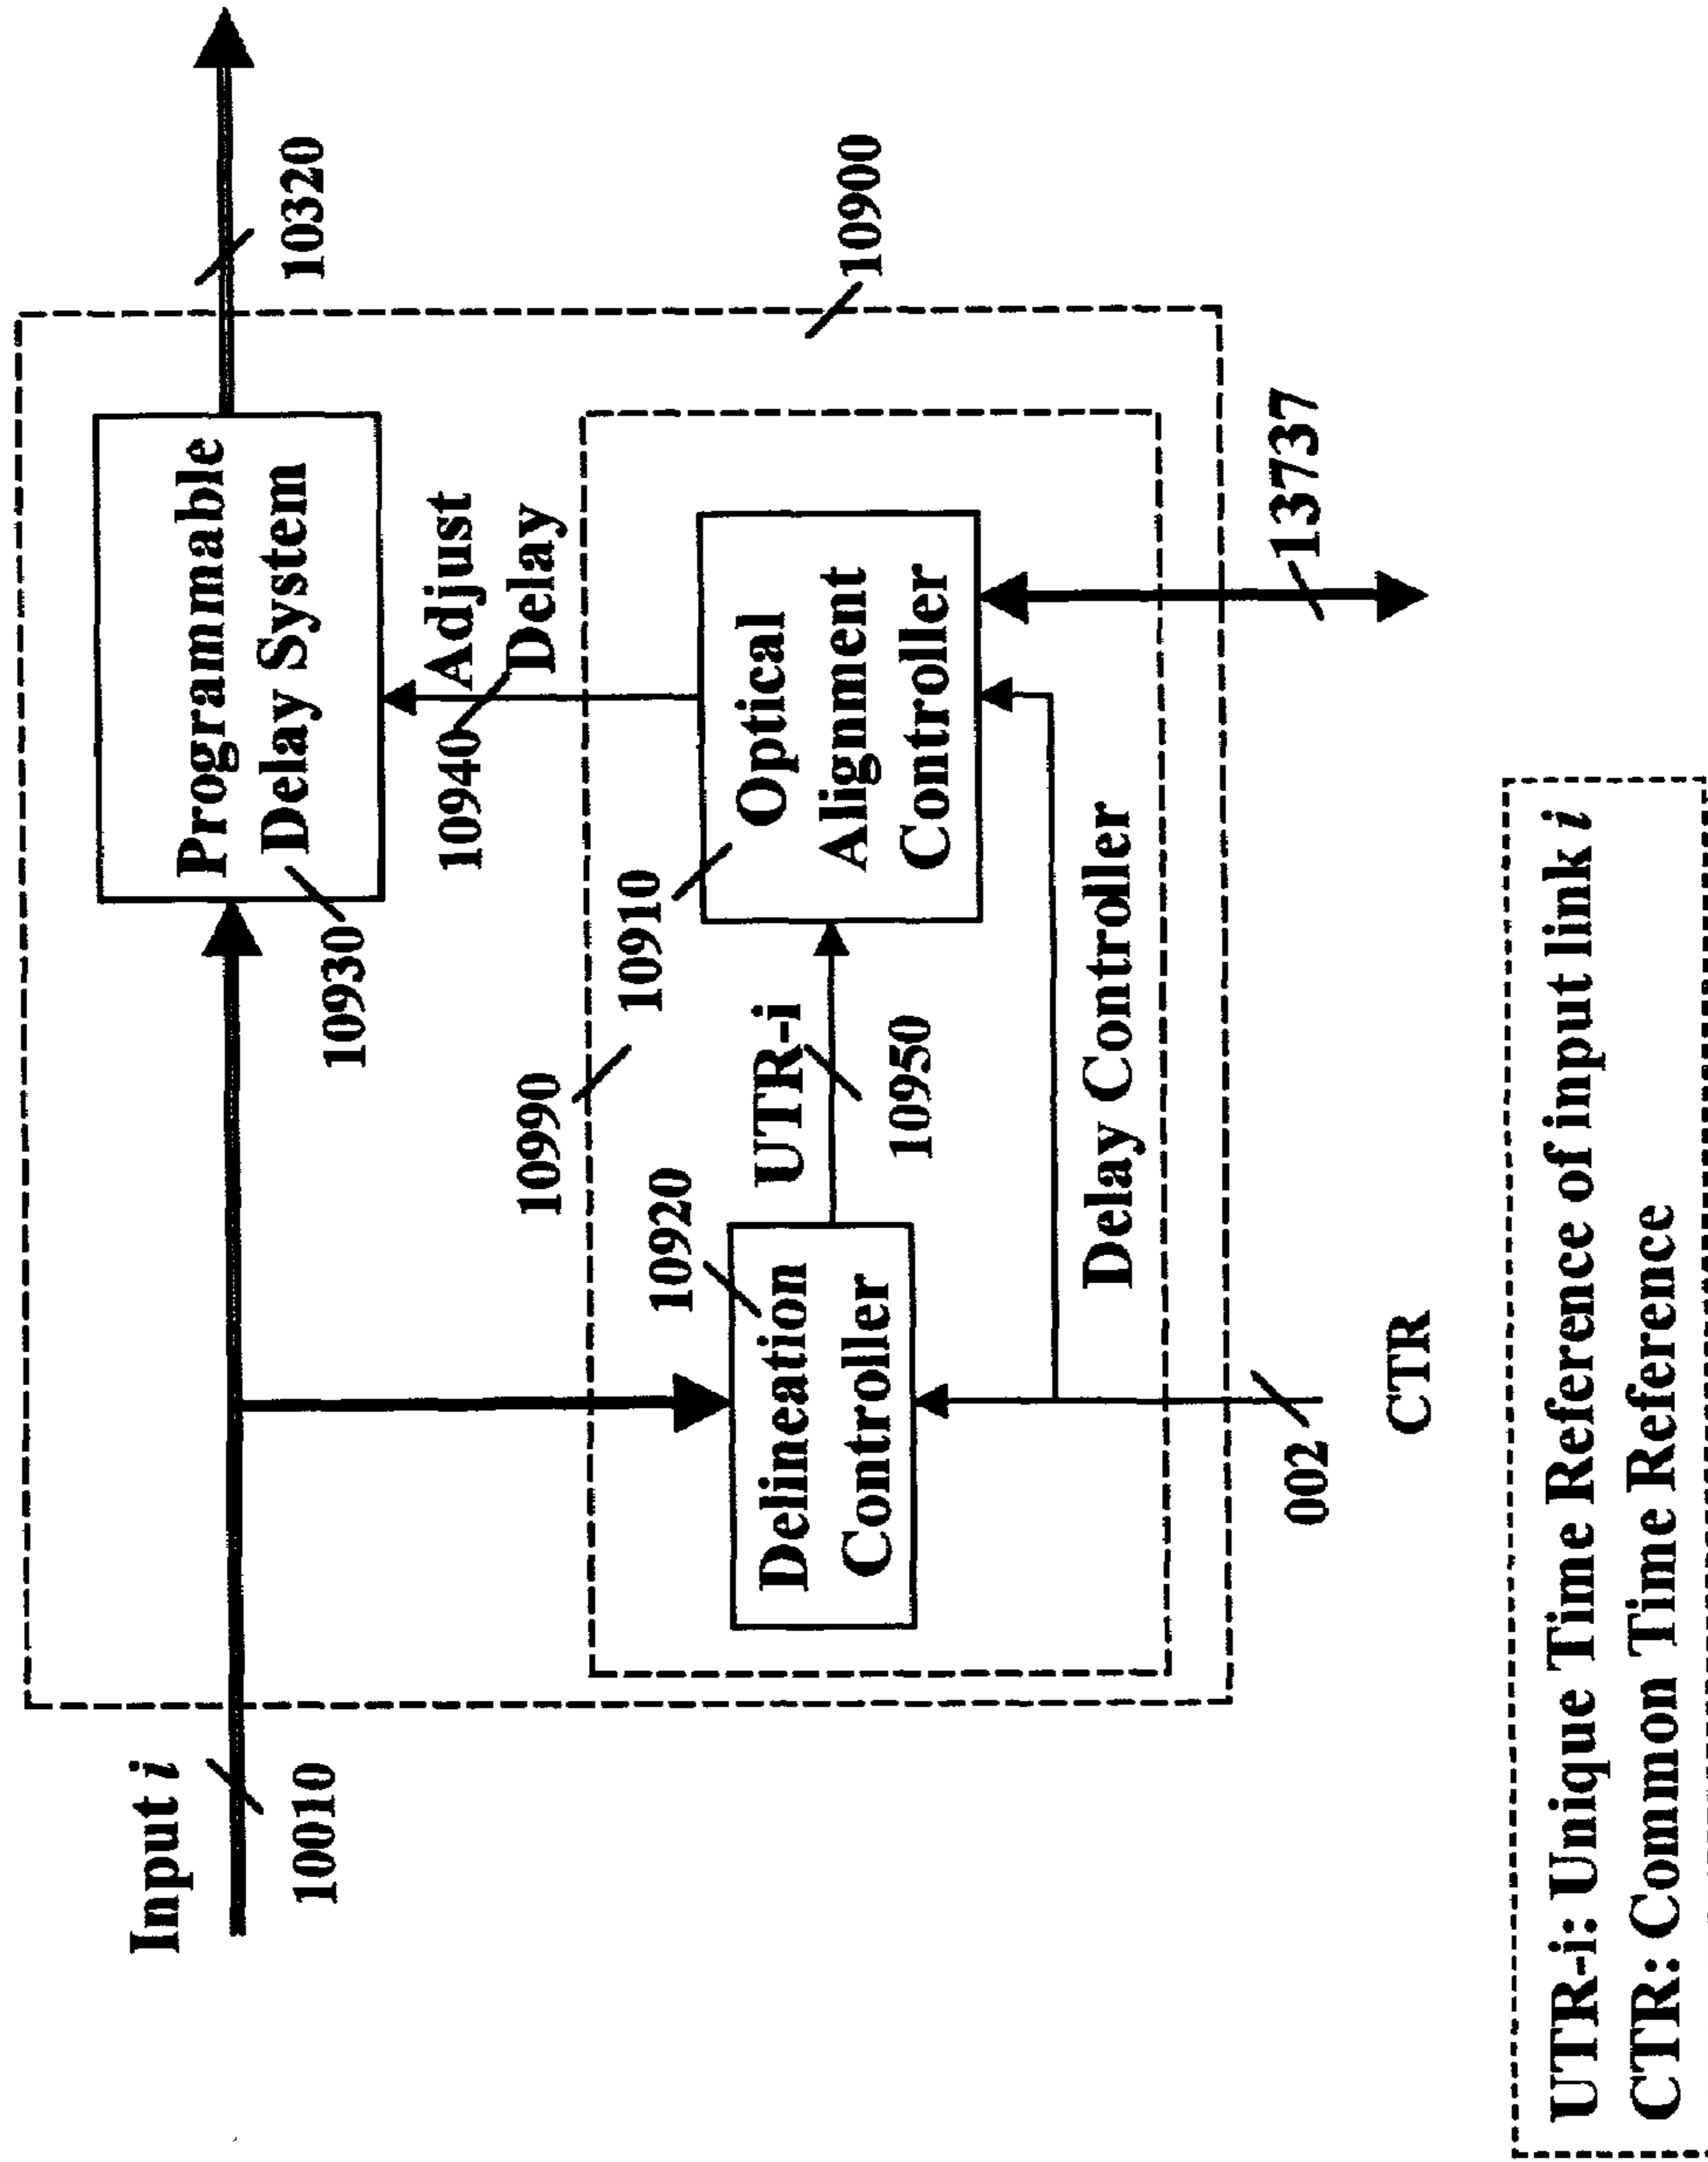 Input i
10010
Programmable
Delay System
10930
10320
10940
Adjust
Delay
10990
10920
Delineation
Controller
UTR-i
10950
10910
Optical
Alignment
Controller
Delay Controller
10900
002
CTR
13737
UTR-i: Unique Time Reference of input link i
CTR: Common Time Reference